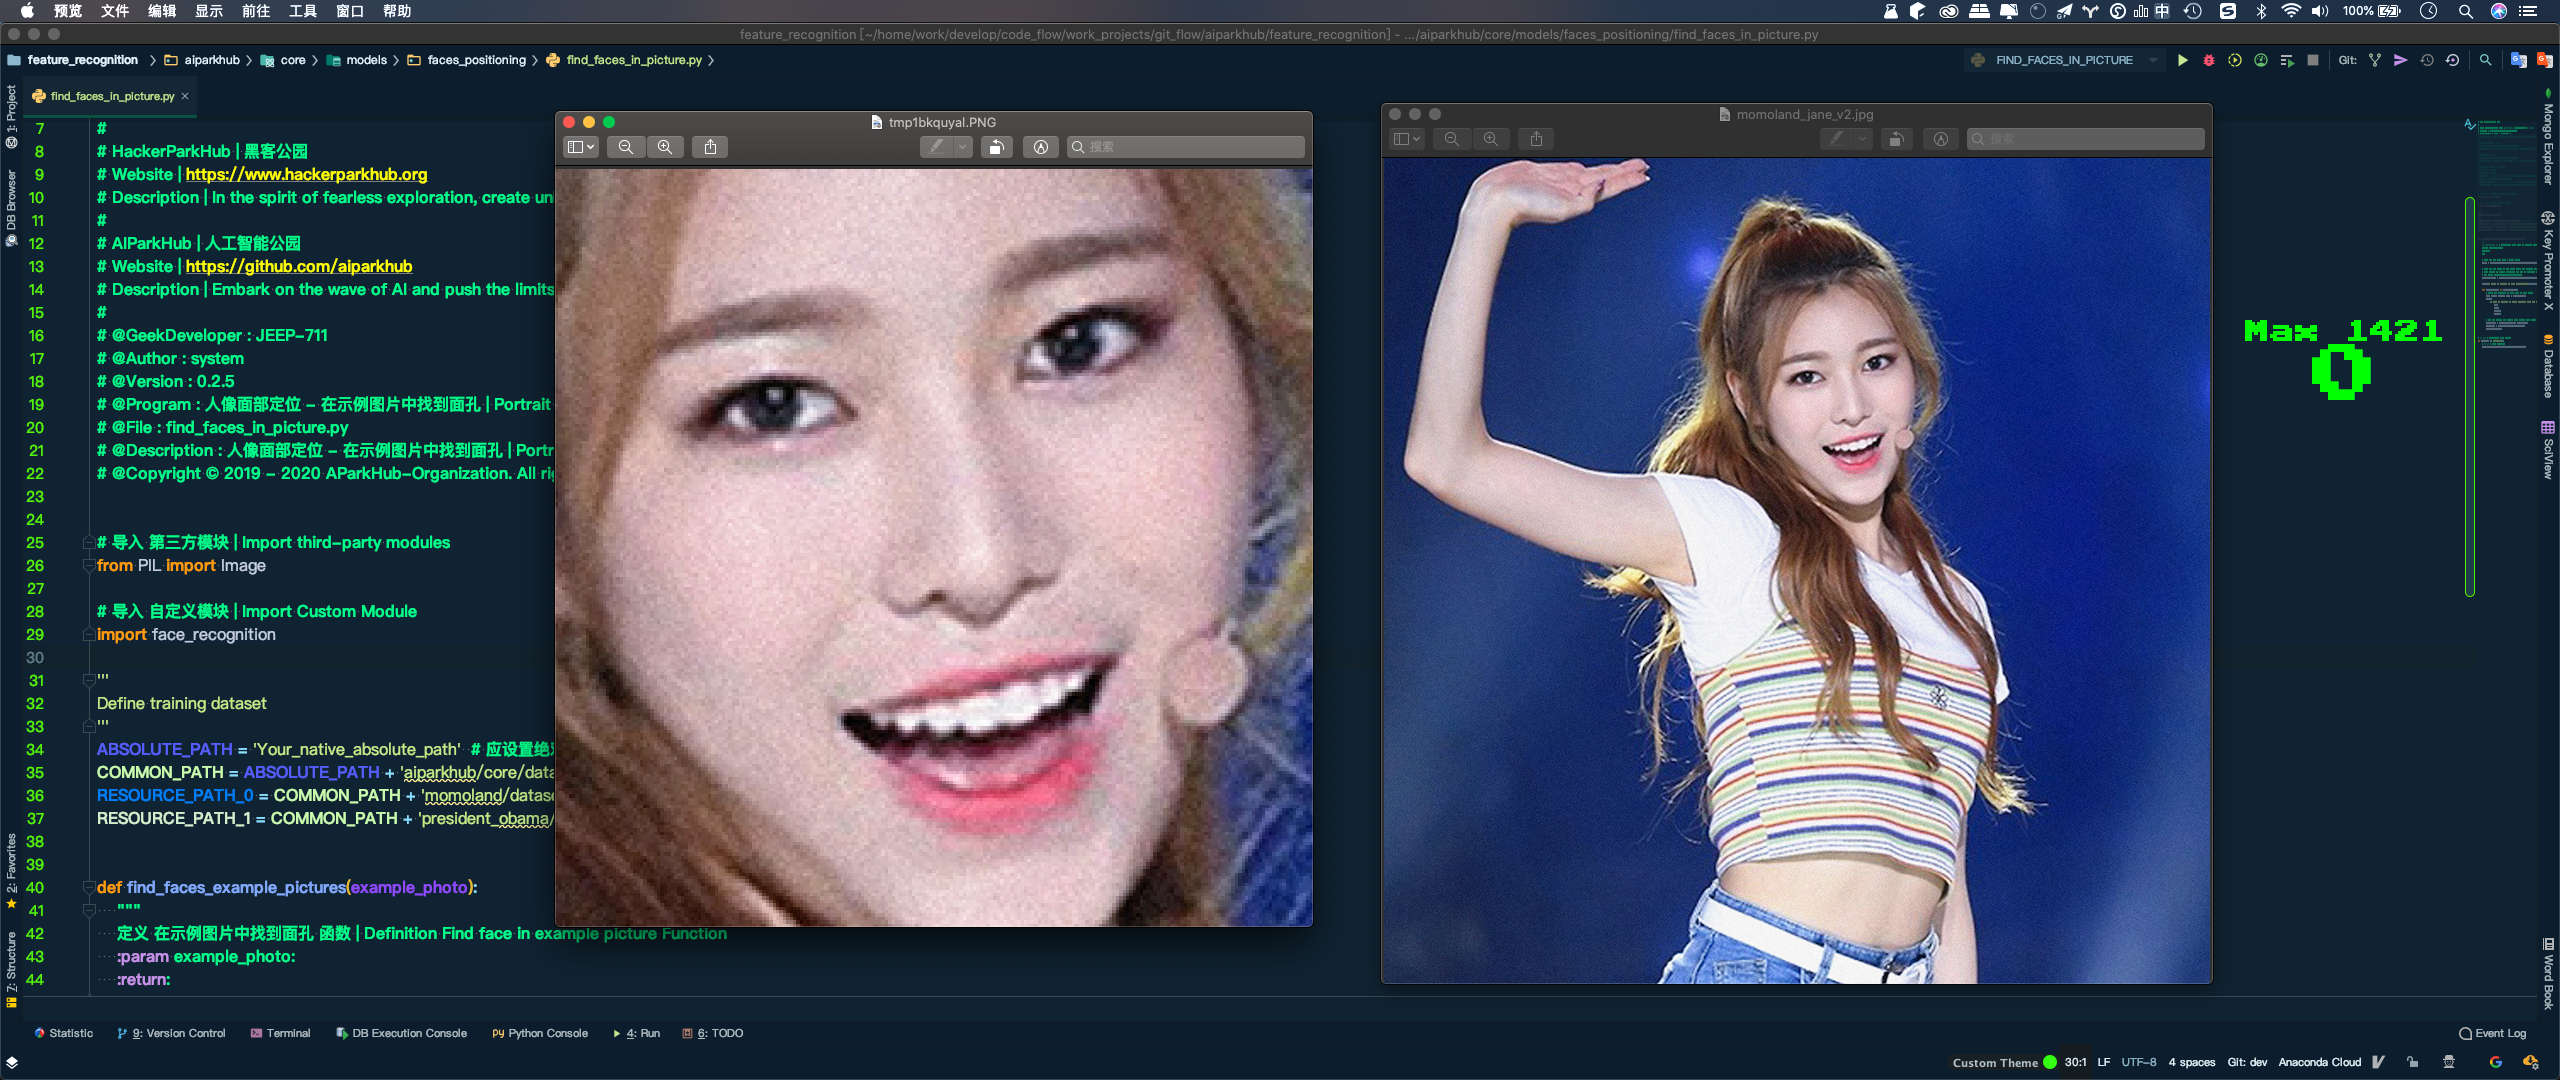 预览 文件 编辑 显示 前往 工具 窗口 帮助
100%
feature_recognition [~/home/work/develop/code_flow/work_projects/git_flow/aiparkhub/feature_recognition] - .../aiparkhub/core/models/faces_positioning/find_faces_in_picture.py
feature_recognition aiparkhub core models faces_positioning find_faces_in_picture.py
FIND_FACES_IN_PICTURE
Git:
find_faces_in_picture.py
1: Project
DB Browser
2: Favorites
7: Structure
7 #
8 # HackerParkHub | 黑客公园
9 # Website | https://www.hackerparkhub.org
10 # Description | In the spirit of fearless exploration, create un
11 #
12 # AIParkHub | 人工智能公园
13 # Website | https://github.com/aiparkhub
14 # Description | Embark on the wave of AI and push the limits
15 #
16 # @GeekDeveloper : JEEP-711
17 # @Author : system
18 # @Version : 0.2.5
19 # @Program : 人像面部定位 - 在示例图片中找到面孔 | Portrait
20 # @File : find_faces_in_picture.py
21 # @Description : 人像面部定位 - 在示例图片中找到面孔 | Port
22 # @Copyright © 2019 - 2020 AParkHub-Organization. All rig
23
24
25 # 导入 第三方模块 | Import third-party modules
26 from PIL import Image
27
28 # 导入 自定义模块 | Import Custom Module
29 import face_recognition
30
31 '''
32 Define training dataset
33 '''
34 ABSOLUTE_PATH = 'Your_native_absolute_path' # 应设置绝
35 COMMON_PATH = ABSOLUTE_PATH + 'aiparkhub/core/data
36 RESOURCE_PATH_0 = COMMON_PATH + 'momoland/datase
37 RESOURCE_PATH_1 = COMMON_PATH + 'president_obama/
38
39
40 def find_faces_example_pictures(example_photo):
41 """
42 定义 在示例图片中找到面孔 函数 | Definition Find face in example picture Function
43 :param example_photo:
44 :return:
tmp1bkquyal.PNG
搜索
momoland_jane_v2.jpg
搜索
Max 1421
0
Mongo Explorer
Key Promoter X
Database
SciView
Word Book
Statistic 9: Version Control Terminal DB Execution Console Python Console 4: Run 6: TODO
Event Log
Custom Theme 30:1 LF UTF-8 4 spaces Git: dev Anaconda Cloud